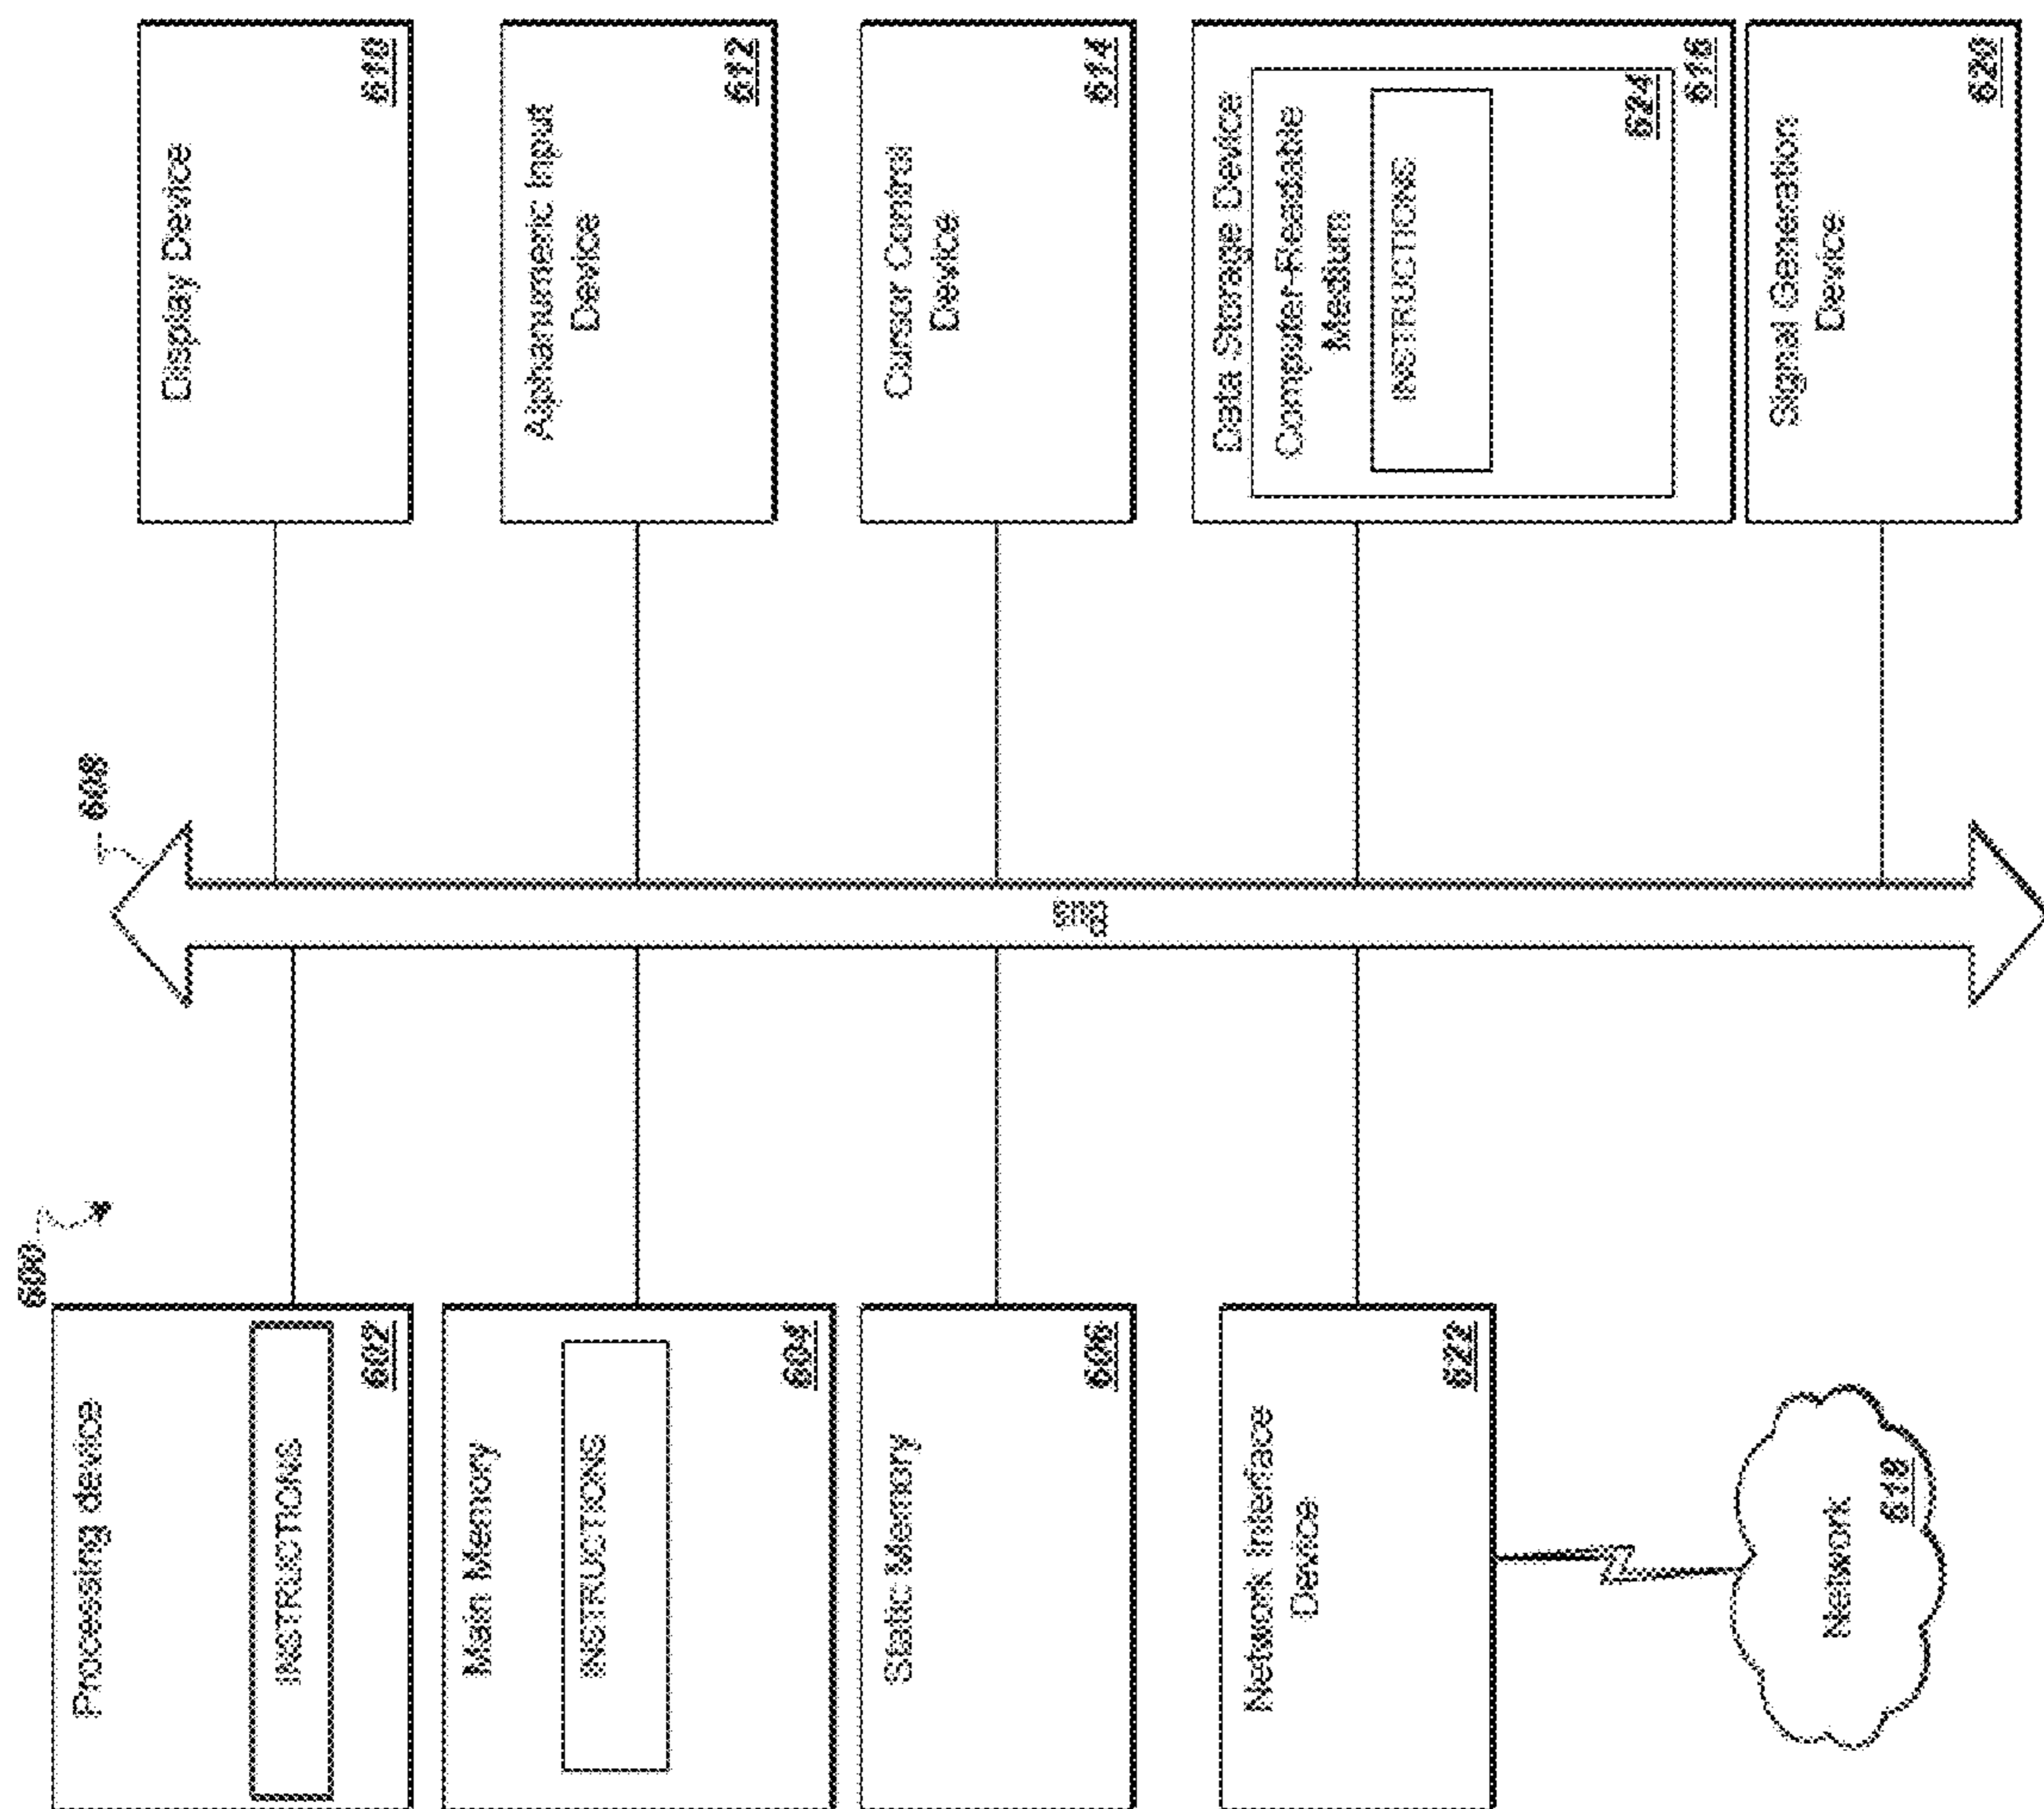 600
Processing device
INSTRUCTIONS
602
Main Memory
INSTRUCTIONS
604
Static Memory
606
Network Interface
Device
622
Network
618
608
Bus
Display Device
610
Alphanumeric Input
Device
612
Cursor Control
Device
614
Data Storage Device
Computer-Readable
Medium
INSTRUCTIONS
624
616
Signal Generation
Device
620